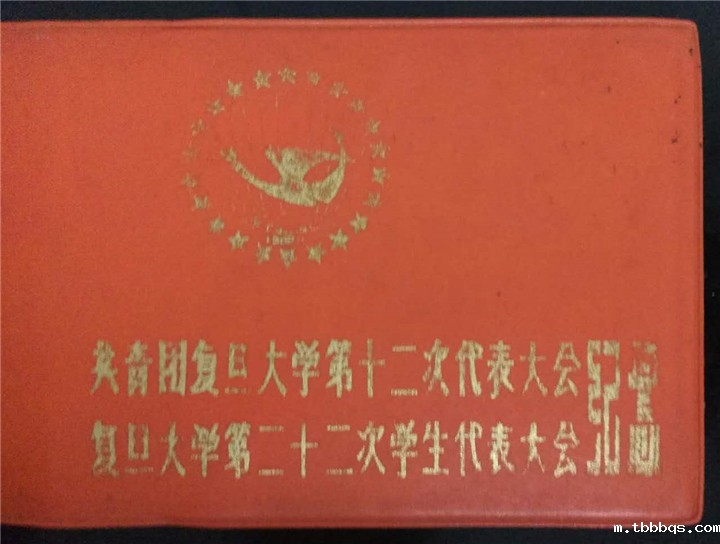 共青团复旦大学第十二次代表大会
复旦大学第二十二次学生代表大会
纪念
m.tbbbqs.com